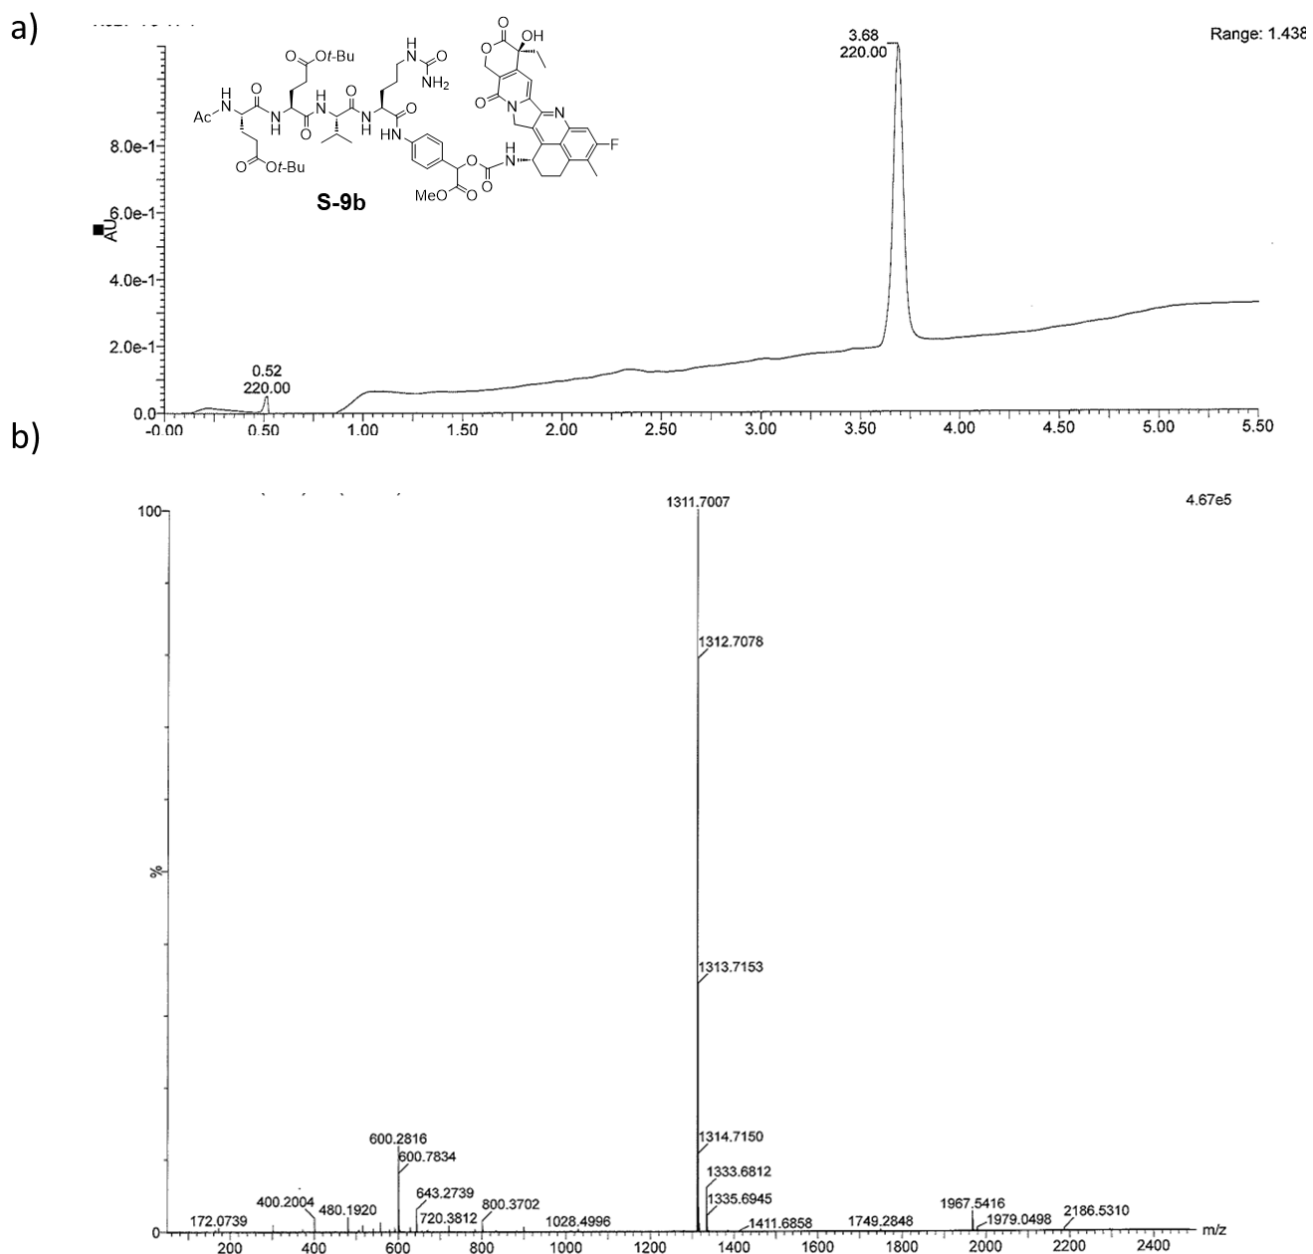 a)
Range: 1.438
3.68
220.00
8.0e-1
6.0e-1
4.0e-1
2.0e-1
0.0
AU
0.52
220.00
-0.00 0.50 1.00 1.50 2.00 2.50 3.00 3.50 4.00 4.50 5.00 5.50
O Ot-Bu
H N O NH2
Ac H N O N H O H N O N H O HN
O Ot-Bu
MeO O O O H N
O O OH O N N F
S-9b
b)
100
%
0
1311.7007
4.67e5
1312.7078
1313.7153
1314.7150
1333.6812
1335.6945
600.2816
600.7834
643.2739
400.2004
480.1920
720.3812
800.3702
172.0739
1028.4996
1411.6858
1749.2848
1967.5416
1979.0498
2186.5310
200 400 600 800 1000 1200 1400 1600 1800 2000 2200 2400 m/z